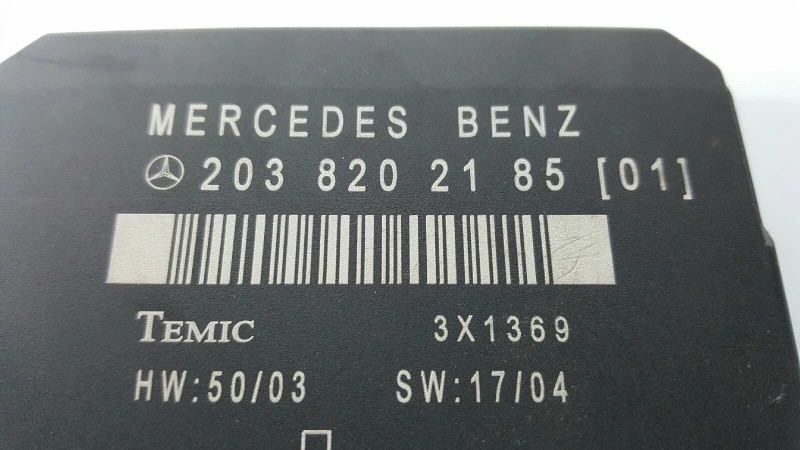 MERCEDES BENZ
203 820 21 85 [01]
TEMIC 3X1369
HW:50/03 SW:17/04